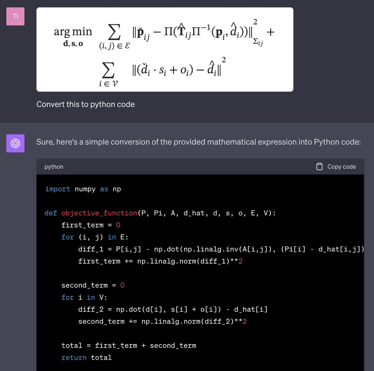 TI
arg min ∑ ‖p̆ᵢⱼ − Π(T̂ᵢⱼΠ⁻¹(pᵢ, d̂ᵢ))‖²_Σᵢⱼ +
d,s,o (i, j) ∈ ℰ
∑ ‖(ďᵢ · sᵢ + oᵢ) − d̂ᵢ‖²
i ∈ 𝒱
Convert this to python code
Sure, here's a simple conversion of the provided mathematical expression into Python code:
python Copy code
import numpy as np
def objective_function(P, Pi, A, d_hat, d, s, o, E, V):
first_term = 0
for (i, j) in E:
diff_1 = P[i,j] - np.dot(np.linalg.inv(A[i,j]), (Pi[i] - d_hat[i,j])
first_term += np.linalg.norm(diff_1)**2
second_term = 0
for i in V:
diff_2 = np.dot(d[i], s[i] + o[i]) - d_hat[i]
second_term += np.linalg.norm(diff_2)**2
total = first_term + second_term
return total